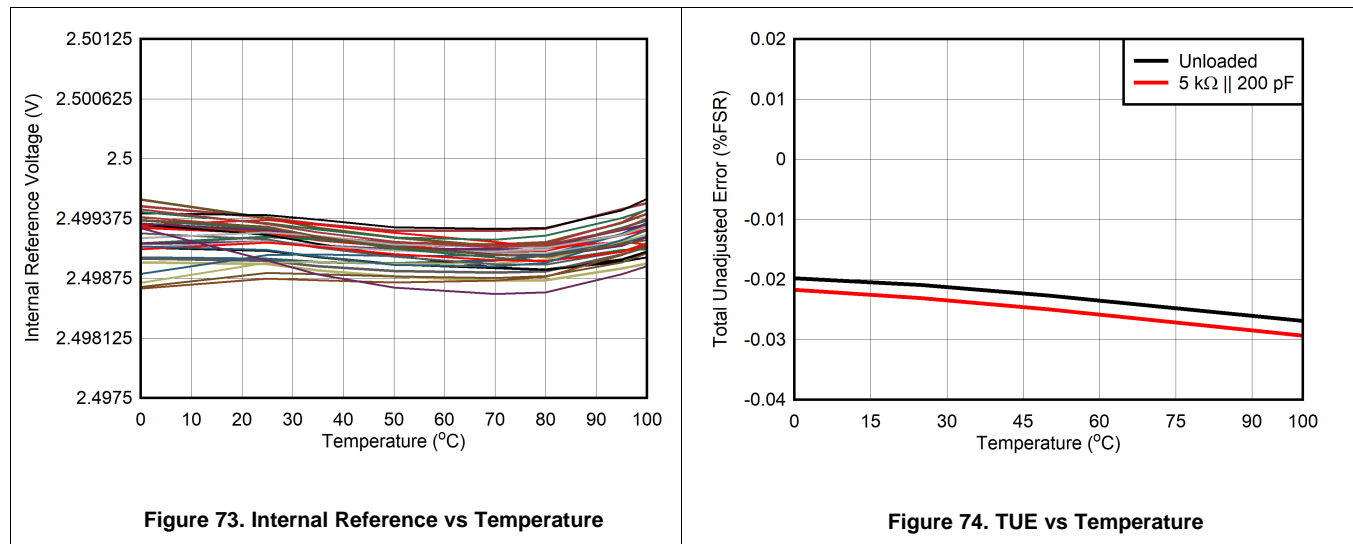 2.50125
2.500625
2.5
2.499375
2.49875
2.498125
2.4975
Internal Reference Voltage (V)
0 10 20 30 40 50 60 70 80 90 100
Temperature (°C)
Figure 73. Internal Reference vs Temperature
0.02
0.01
0
-0.01
-0.02
-0.03
-0.04
Total Unadjusted Error (%FSR)
Unloaded
5 kΩ || 200 pF
0 15 30 45 60 75 90 100
Temperature (°C)
Figure 74. TUE vs Temperature